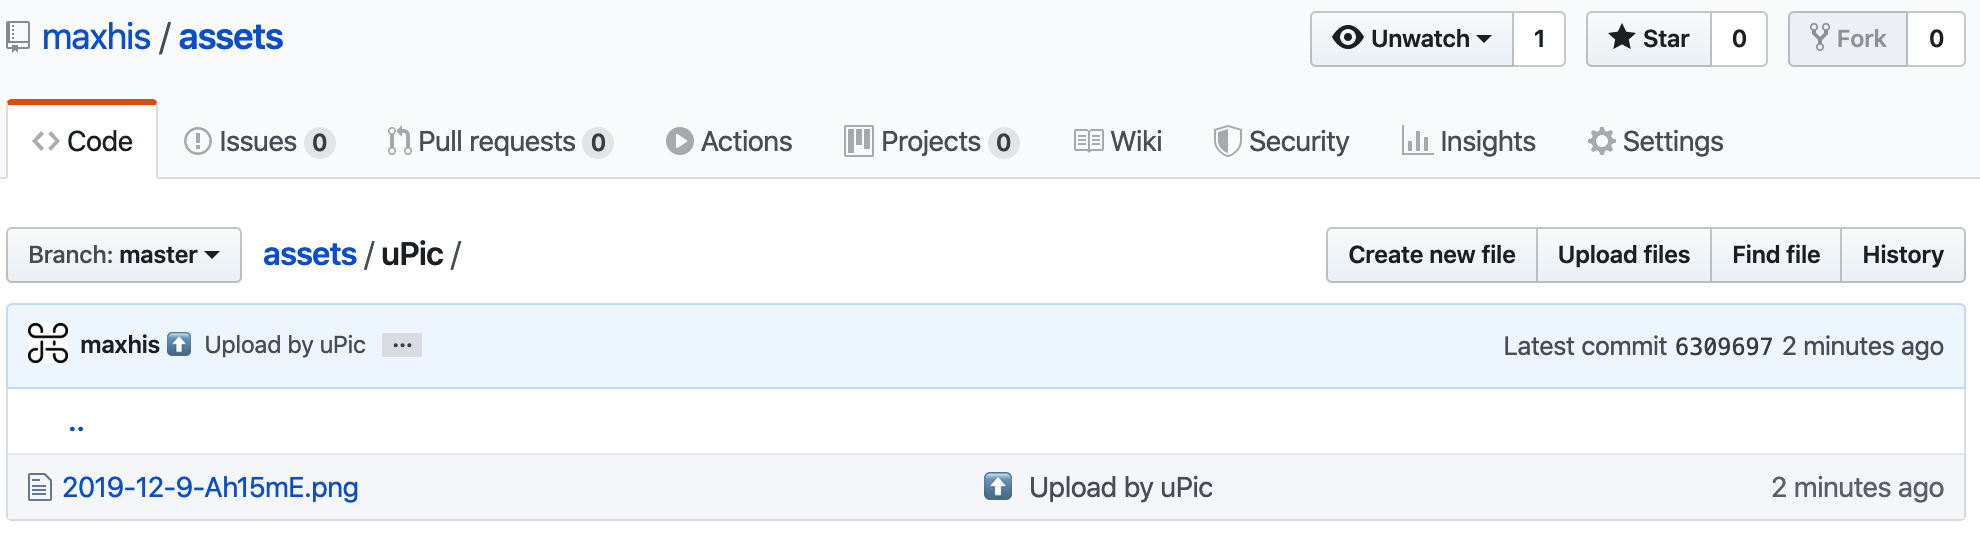 maxhis / assets Unwatch 1 Star 0 Fork 0
Code Issues 0 Pull requests 0 Actions Projects 0 Wiki Security Insights Settings
Branch: master assets / uPic / Create new file Upload files Find file History
maxhis ⬆️ Upload by uPic ... Latest commit 6309697 2 minutes ago
..
2019-12-9-Ah15mE.png ⬆️ Upload by uPic 2 minutes ago